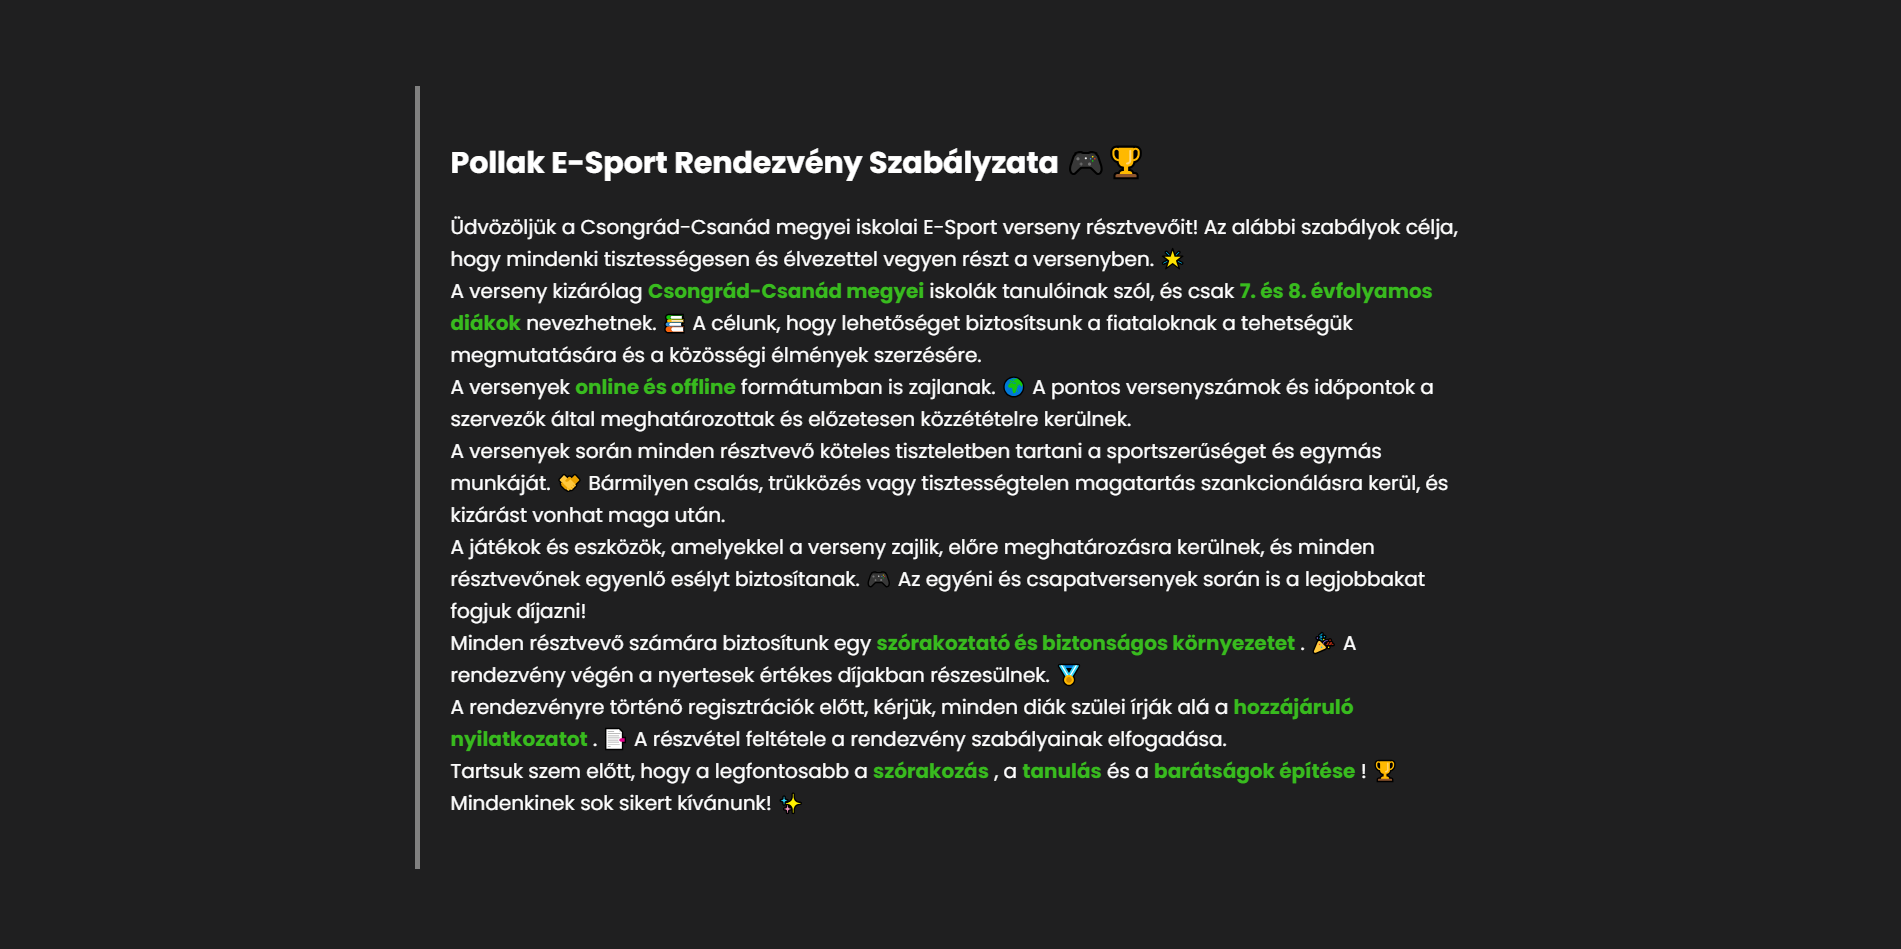 Pollak E-Sport Rendezvény Szabályzata 🎮🏆
Üdvözöljük a Csongrád-Csanád megyei iskolai E-Sport verseny résztvevőit! Az alábbi szabályok célja,
hogy mindenki tisztességesen és élvezettel vegyen részt a versenyben. 🌟
A verseny kizárólag Csongrád-Csanád megyei iskolák tanulóinak szól, és csak 7. és 8. évfolyamos
diákok nevezhetnek. 📚 A célunk, hogy lehetőséget biztosítsunk a fiataloknak a tehetségük
megmutatására és a közösségi élmények szerzésére.
A versenyek online és offline formátumban is zajlanak. 🌍 A pontos versenyszámok és időpontok a
szervezők által meghatározottak és előzetesen közzétételre kerülnek.
A versenyek során minden résztvevő köteles tiszteletben tartani a sportszerűséget és egymás
munkáját. 🤝 Bármilyen csalás, trükközés vagy tisztességtelen magatartás szankcionálásra kerül, és
kizárást vonhat maga után.
A játékok és eszközök, amelyekkel a verseny zajlik, előre meghatározásra kerülnek, és minden
résztvevőnek egyenlő esélyt biztosítanak. 🎮 Az egyéni és csapatversenyek során is a legjobbakat
fogjuk díjazni!
Minden résztvevő számára biztosítunk egy szórakoztató és biztonságos környezetet . 🎉 A
rendezvény végén a nyertesek értékes díjakban részesülnek. 🏅
A rendezvényre történő regisztrációk előtt, kérjük, minden diák szülei írják alá a hozzájáruló
nyilatkozatot . 📑 A részvétel feltétele a rendezvény szabályainak elfogadása.
Tartsuk szem előtt, hogy a legfontosabb a szórakozás , a tanulás és a barátságok építése ! 🏆
Mindenkinek sok sikert kívánunk! ✨